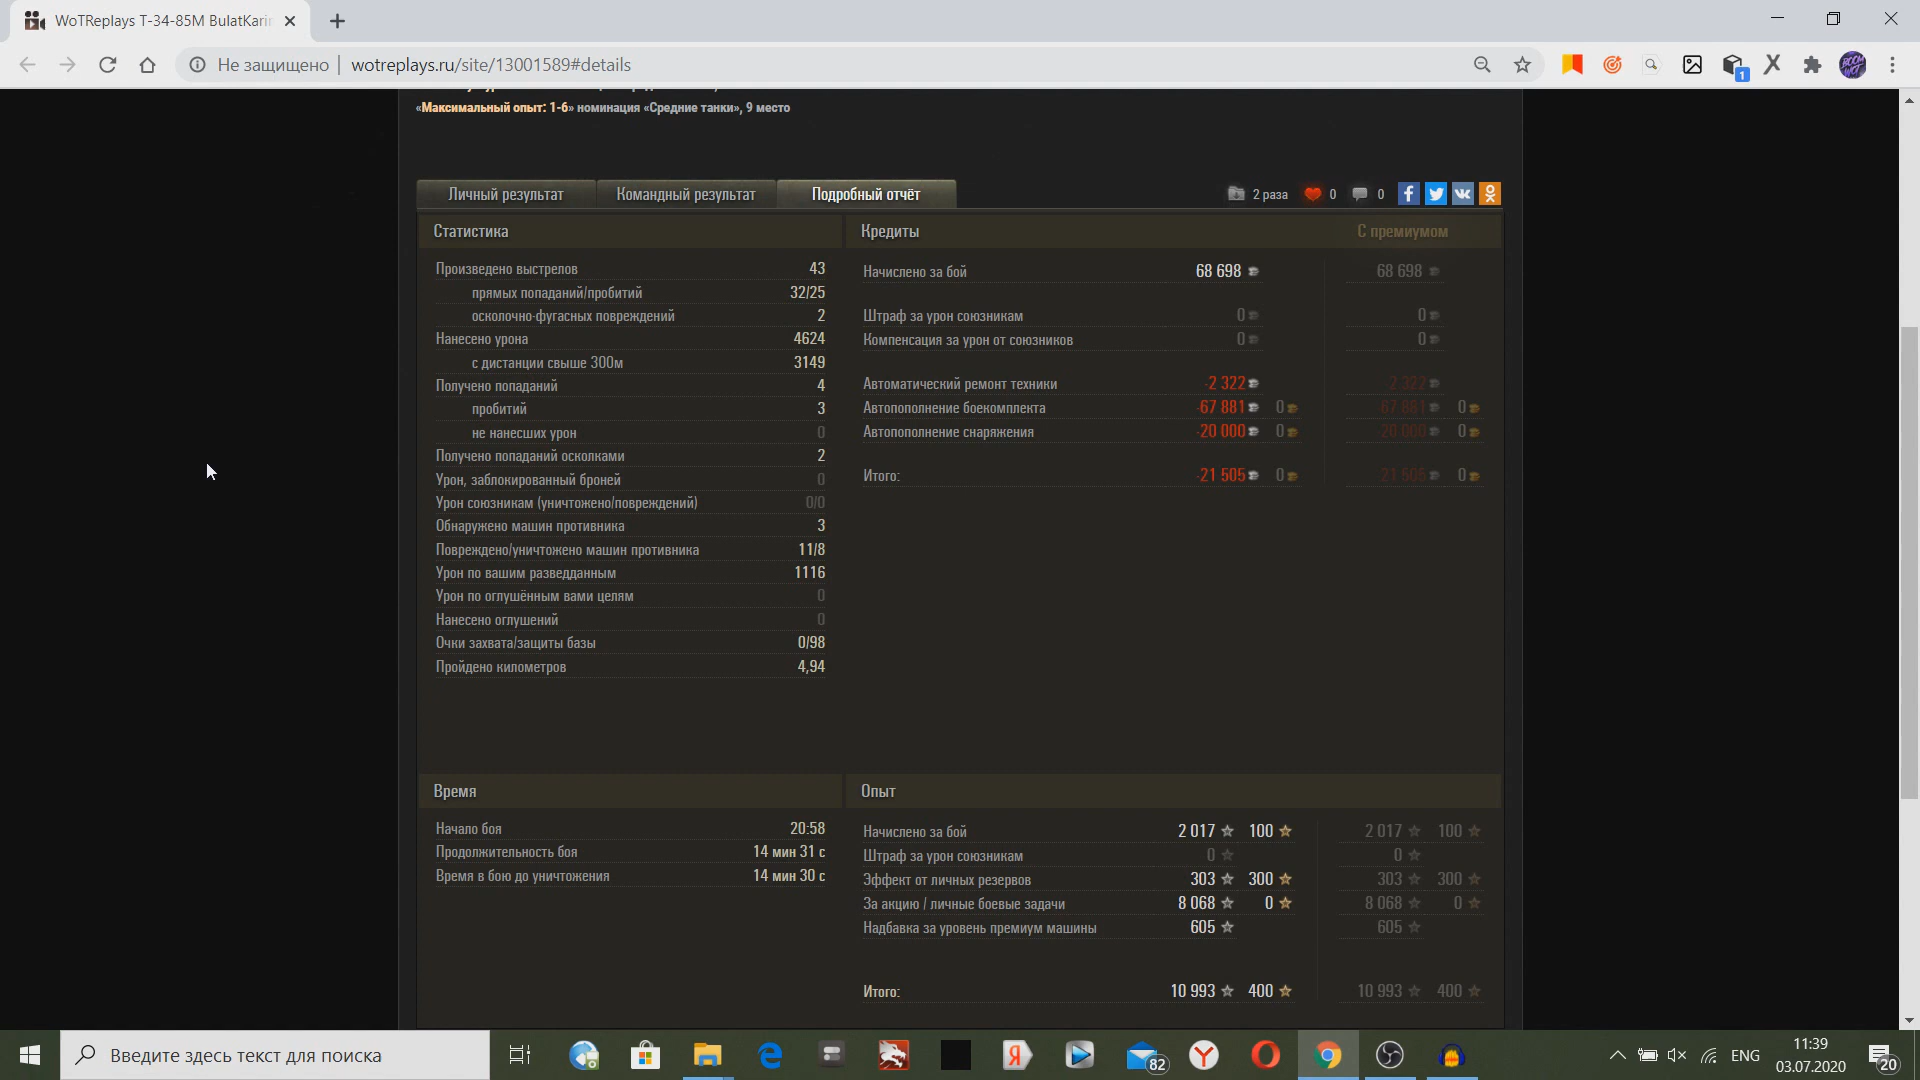 WoTReplays T-34-85M BulatKari
Не защищено | wotreplays.ru/site/13001589#details
1
«Максимальный опыт: 1-6» номинация «Средние танки», 9 место
Личный результат Командный результат Подробный отчёт 2 раза 0 0
Статистика Кредиты С премиумом
Произведено выстрелов 43
прямых попаданий/пробитий 32/25
осколочно-фугасных повреждений 2
Нанесено урона 4624
с дистанции свыше 300м 3149
Получено попаданий 4
пробитий 3
не нанесших урон 0
Получено попаданий осколками 2
Урон, заблокированный броней 0
Урон союзникам (уничтожено/повреждений) 0/0
Обнаружено машин противника 3
Повреждено/уничтожено машин противника 11/8
Урон по вашим разведданным 1116
Урон по оглушённым вами целям 0
Нанесено оглушений 0
Очки захвата/защиты базы 0/98
Пройдено километров 4,94
Начислено за бой 68 698 68 698
Штраф за урон союзникам 0 0
Компенсация за урон от союзников 0 0
Автоматический ремонт техники -2 322 -2 322
Автопополнение боекомплекта -67 881 0 -67 881 0
Автопополнение снаряжения -20 000 0 -20 000 0
Итого: -21 505 0 -21 505 0
Время Опыт
Начало боя 20:58
Продолжительность боя 14 мин 31 с
Время в бою до уничтожения 14 мин 30 с
Начислено за бой 2 017 100 2 017 100
Штраф за урон союзникам 0 0
Эффект от личных резервов 303 300 303 300
За акцию / личные боевые задачи 8 068 0 8 068 0
Надбавка за уровень премиум машины 605 605
Итого: 10 993 400 10 993 400
Введите здесь текст для поиска
82
ENG
11:39
03.07.2020
20